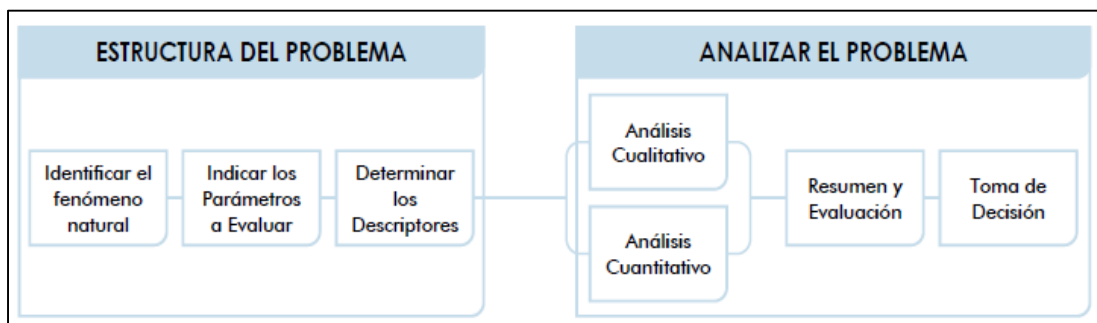 ESTRUCTURA DEL PROBLEMA
Identificar el
fenómeno
natural
Indicar los
Parámetros
a Evaluar
Determinar
los
Descriptores
ANALIZAR EL PROBLEMA
Análisis
Cualitativo
Análisis
Cuantitativo
Resumen y
Evaluación
Toma de
Decisión